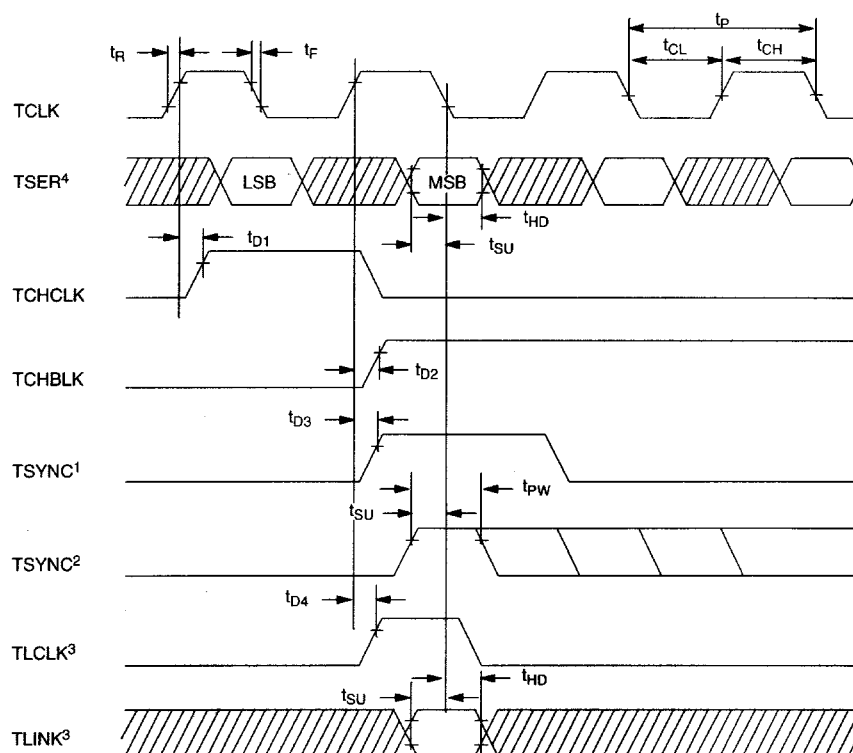 tP
tR
tF
tCL
tCH
TCLK
TSER4
LSB
MSB
tHD
tD1
tSU
TCHCLK
TCHBLK
tD2
tD3
TSYNC1
tPW
tSU
TSYNC2
tD4
TLCLK3
tHD
tSU
TLINK3